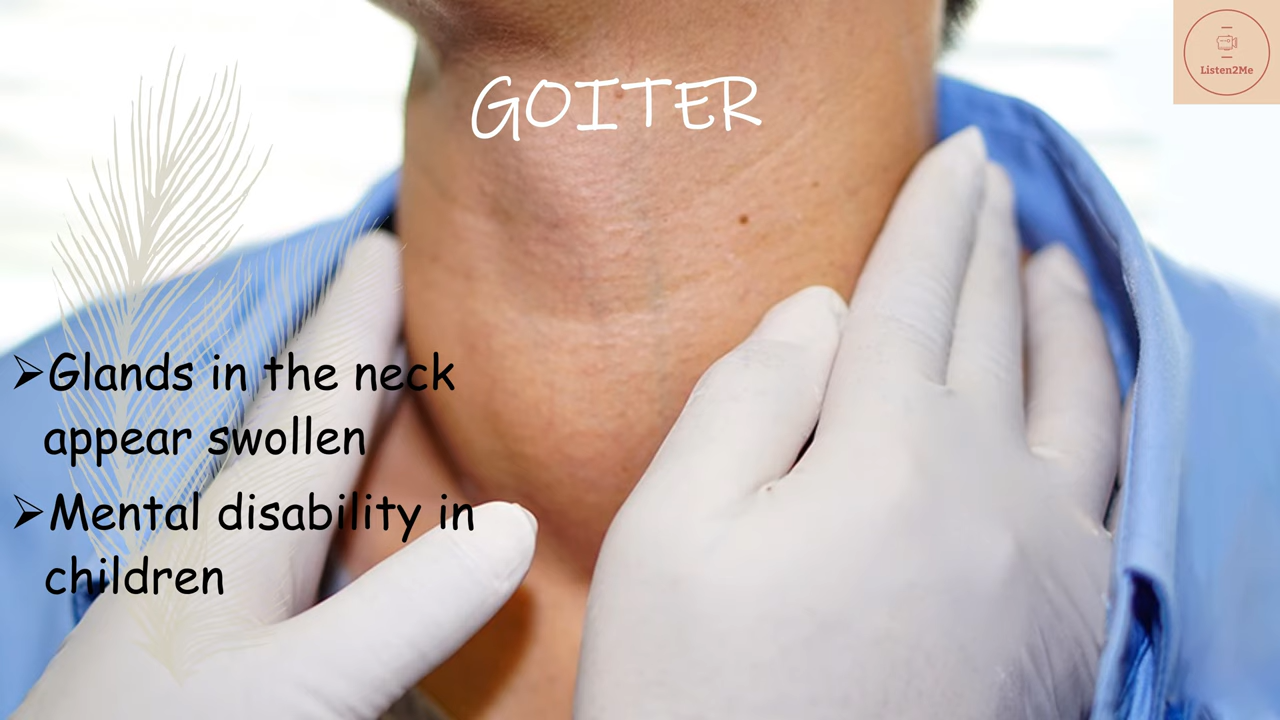 Listen2Me
GOITER
➢Glands in the neck
appear swollen
➢Mental disability in
children